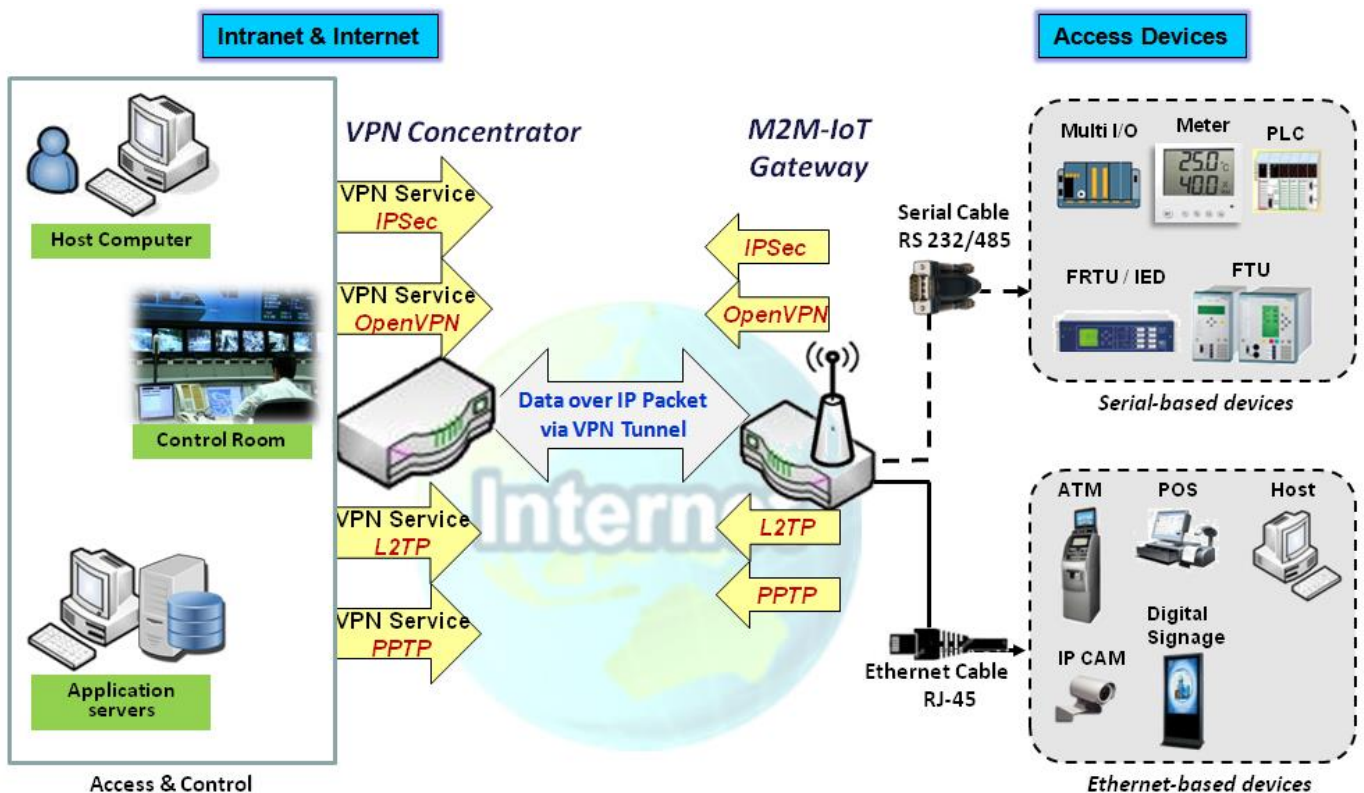 Intranet & Internet
Access Devices
VPN Concentrator
M2M-IoT
Gateway
Host Computer
Control Room
Application
servers
Access & Control
VPN Service
IPSec
VPN Service
OpenVPN
VPN Service
L2TP
VPN Service
PPTP
Data over IP Packet
via VPN Tunnel
Internet
IPSec
OpenVPN
L2TP
PPTP
Serial Cable
RS 232/485
Ethernet Cable
RJ-45
Multi I/O
Meter
PLC
25.0 °C
40.0
FRTU / IED
FTU
Serial-based devices
ATM
POS
Host
Digital
Signage
IP CAM
Ethernet-based devices